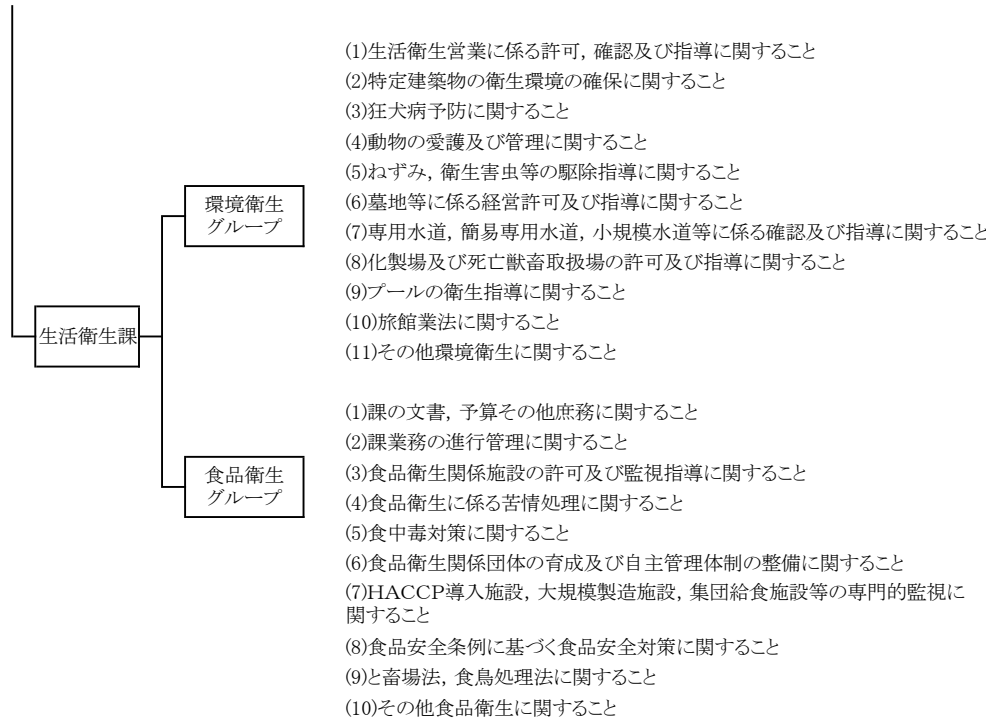 (1)生活衛生営業に係る許可，確認及び指導に関すること
(2)特定建築物の衛生環境の確保に関すること
(3)狂犬病予防に関すること
(4)動物の愛護及び管理に関すること
(5)ねずみ，衛生害虫等の駆除指導に関すること
環境衛生
グループ
(6)墓地等に係る経営許可及び指導に関すること
(7)専用水道，簡易専用水道，小規模水道等に係る確認及び指導に関すること
(8)化製場及び死亡獣畜取扱場の許可及び指導に関すること
(9)プールの衛生指導に関すること
(10)旅館業法に関すること
生活衛生課
(11)その他環境衛生に関すること
(1)課の文書，予算その他庶務に関すること
(2)課業務の進行管理に関すること
食品衛生
グループ
(3)食品衛生関係施設の許可及び監視指導に関すること
(4)食品衛生に係る苦情処理に関すること
(5)食中毒対策に関すること
(6)食品衛生関係団体の育成及び自主管理体制の整備に関すること
(7)HACCP導入施設，大規模製造施設，集団給食施設等の専門的監視に
関すること
(8)食品安全条例に基づく食品安全対策に関すること
(9)と畜場法，食鳥処理法に関すること
(10)その他食品衛生に関すること